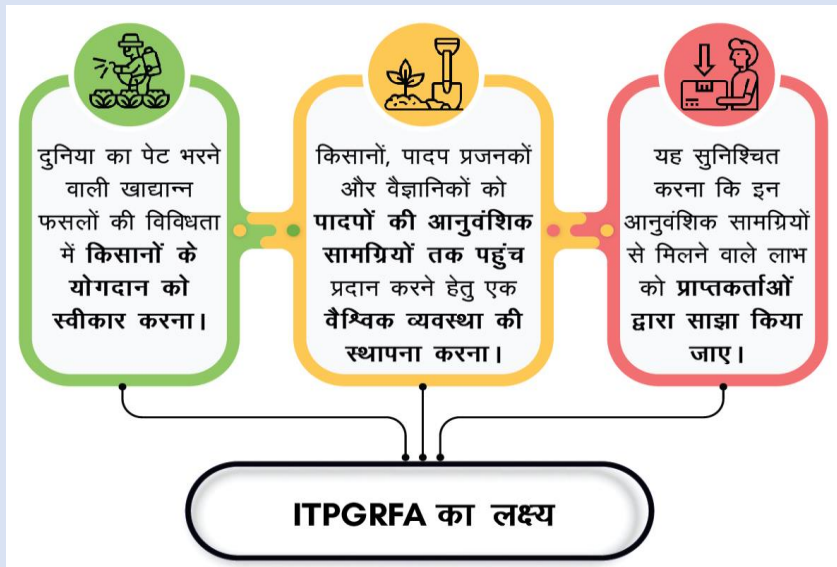 दुनिया का पेट भरने
वाली खाद्यान्न
फसलों की विविधता
में किसानों के
योगदान को
स्वीकार करना।
किसानों, पादप प्रजनकों
और वैज्ञानिकों को
पादपों की आनुवंशिक
सामग्रियों तक पहुंच
प्रदान करने हेतु एक
वैश्विक व्यवस्था की
स्थापना करना।
यह सुनिश्चित
करना कि इन
आनुवंशिक सामग्रियों
से मिलने वाले लाभ
को प्राप्तकर्ताओं
द्वारा साझा किया
जाए।
ITPGRFA का लक्ष्य